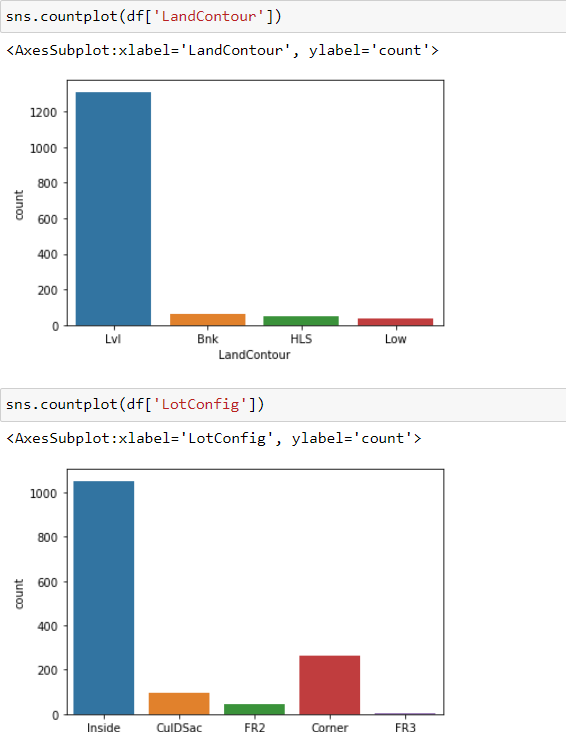 sns.countplot(df['LandContour'])
<AxesSubplot:xlabel='LandContour', ylabel='count'>
1200
1000
800
600
400
200
0
count
Lvl Bnk HLS Low
LandContour
sns.countplot(df['LotConfig'])
<AxesSubplot:xlabel='LotConfig', ylabel='count'>
1000
800
600
400
200
0
count
Inside CulDSac FR2 Corner FR3